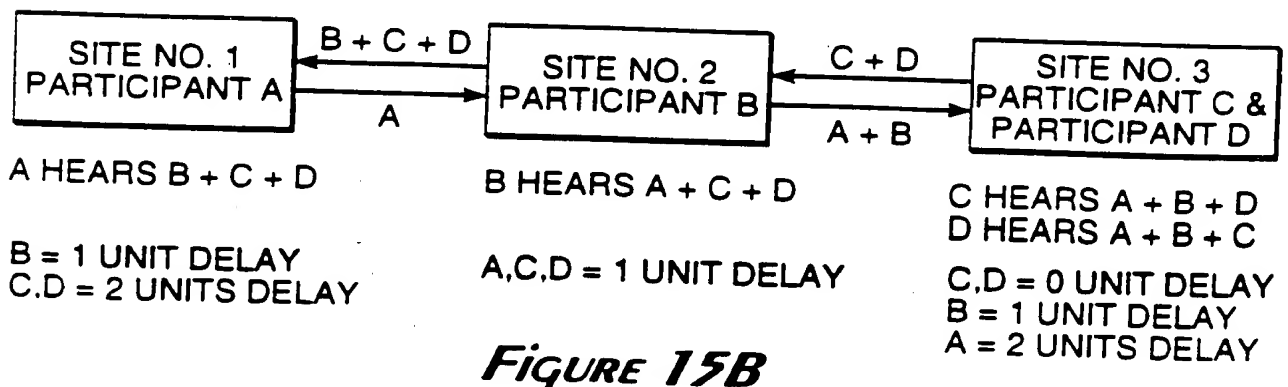 SITE NO. 1
PARTICIPANT A
B + C + D
A
SITE NO. 2
PARTICIPANT B
C + D
A + B
SITE NO. 3
PARTICIPANT C &
PARTICIPANT D
A HEARS B + C + D
B = 1 UNIT DELAY
C,D = 2 UNITS DELAY
B HEARS A + C + D
A,C,D = 1 UNIT DELAY
C HEARS A + B + D
D HEARS A + B + C
C,D = 0 UNIT DELAY
B = 1 UNIT DELAY
A = 2 UNITS DELAY
FIGURE 15B